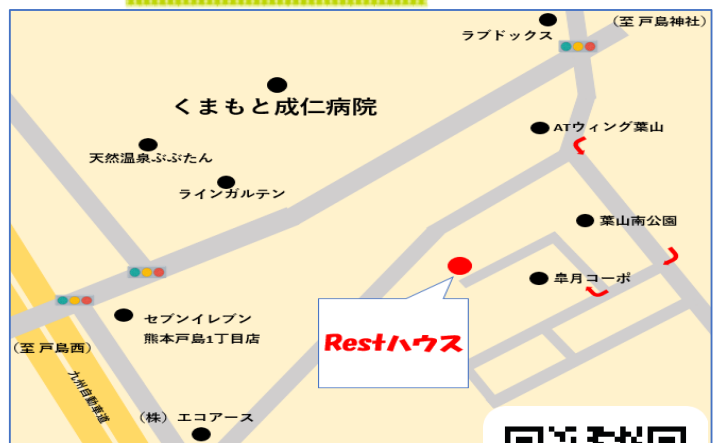 (至 戸島神社)
ラブドックス
くまもと成仁病院
ATウィング葉山
天然温泉ぶぶたん
ラインガルテン
葉山南公園
皐月コーポ
セブンイレブン
熊本戸島1丁目店
Restハウス
(至 戸島西)
九州自動車道
(株) エコアース